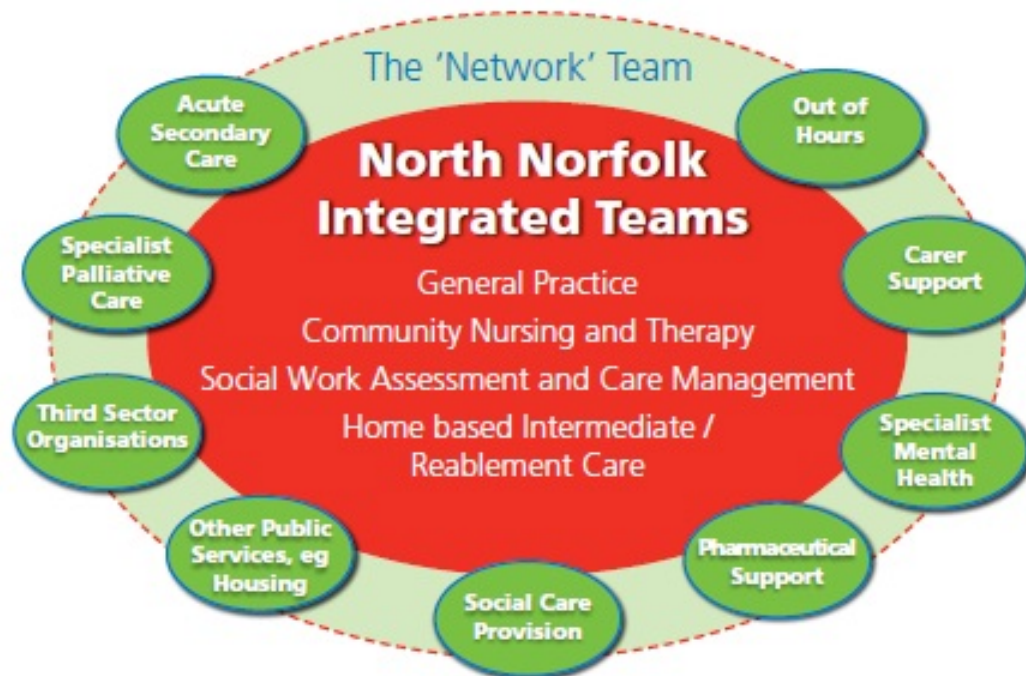 The ‘Network’ Team
Acute
Secondary
Care
Out of
Hours
North Norfolk
Integrated Teams
General Practice
Community Nursing and Therapy
Social Work Assessment and Care Management
Home based Intermediate /
Reablement Care
Specialist
Palliative
Care
Carer
Support
Third Sector
Organisations
Specialist
Mental
Health
Other Public
Services, eg
Housing
Pharmaceutical
Support
Social Care
Provision